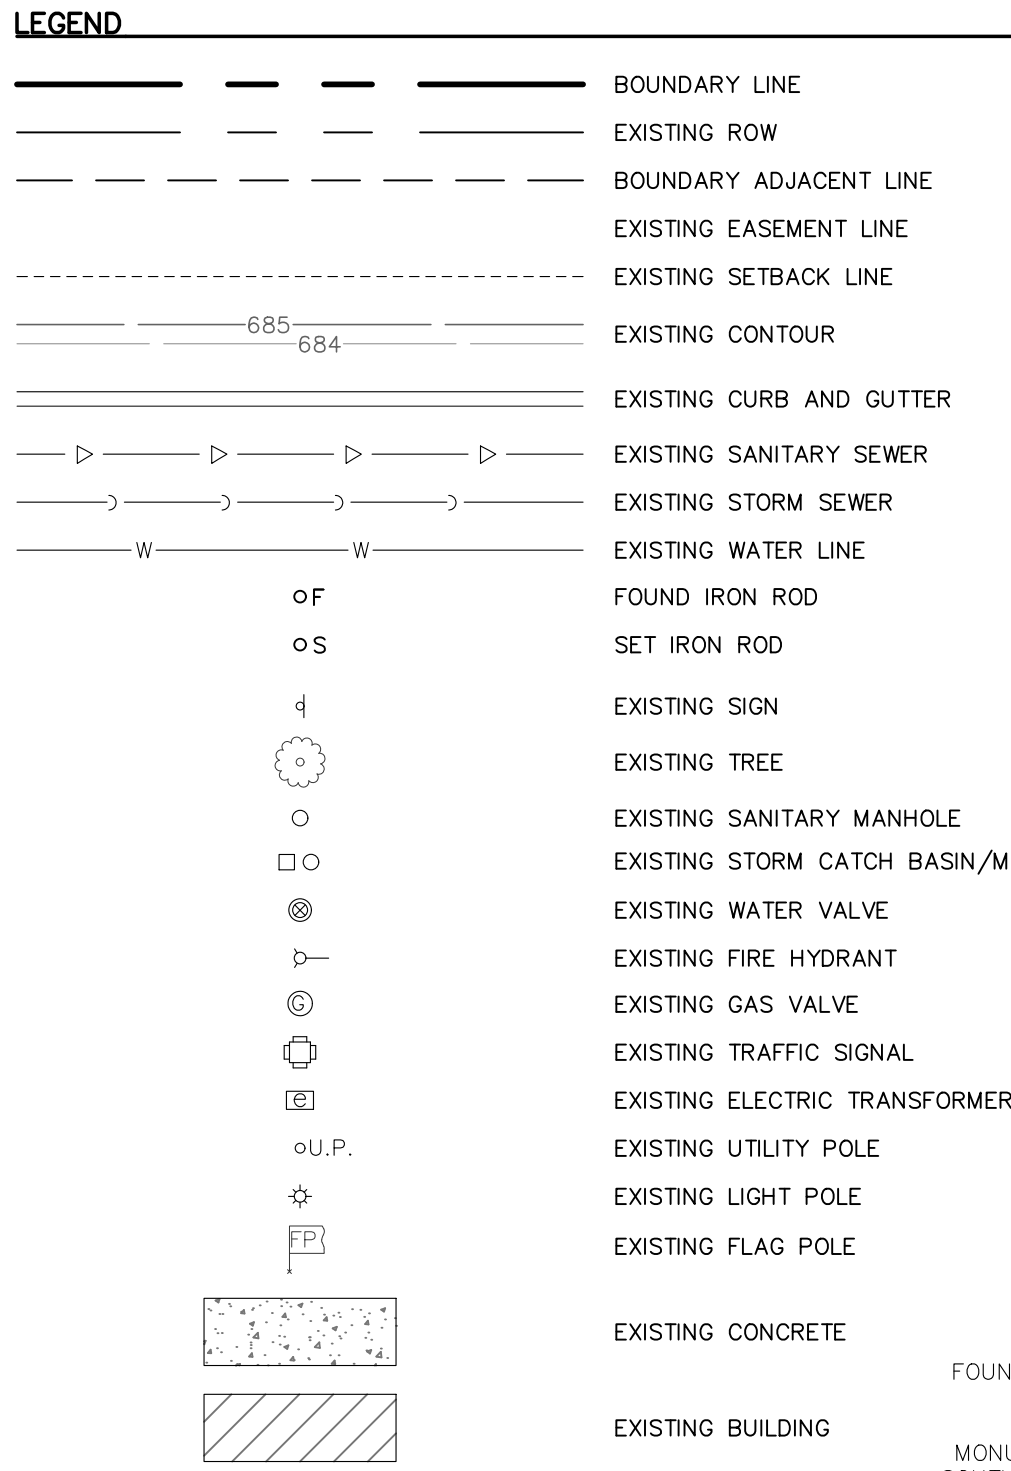 LEGEND
BOUNDARY LINE
EXISTING ROW
BOUNDARY ADJACENT LINE
EXISTING EASEMENT LINE
EXISTING SETBACK LINE
685
684
EXISTING CONTOUR
EXISTING CURB AND GUTTER
EXISTING SANITARY SEWER
EXISTING STORM SEWER
W W EXISTING WATER LINE
F FOUND IRON ROD
S SET IRON ROD
EXISTING SIGN
EXISTING TREE
EXISTING SANITARY MANHOLE
EXISTING STORM CATCH BASIN/M
EXISTING WATER VALVE
EXISTING FIRE HYDRANT
G EXISTING GAS VALVE
EXISTING TRAFFIC SIGNAL
e EXISTING ELECTRIC TRANSFORMER
U.P. EXISTING UTILITY POLE
EXISTING LIGHT POLE
FP EXISTING FLAG POLE
EXISTING CONCRETE
FOUN
EXISTING BUILDING
MONU